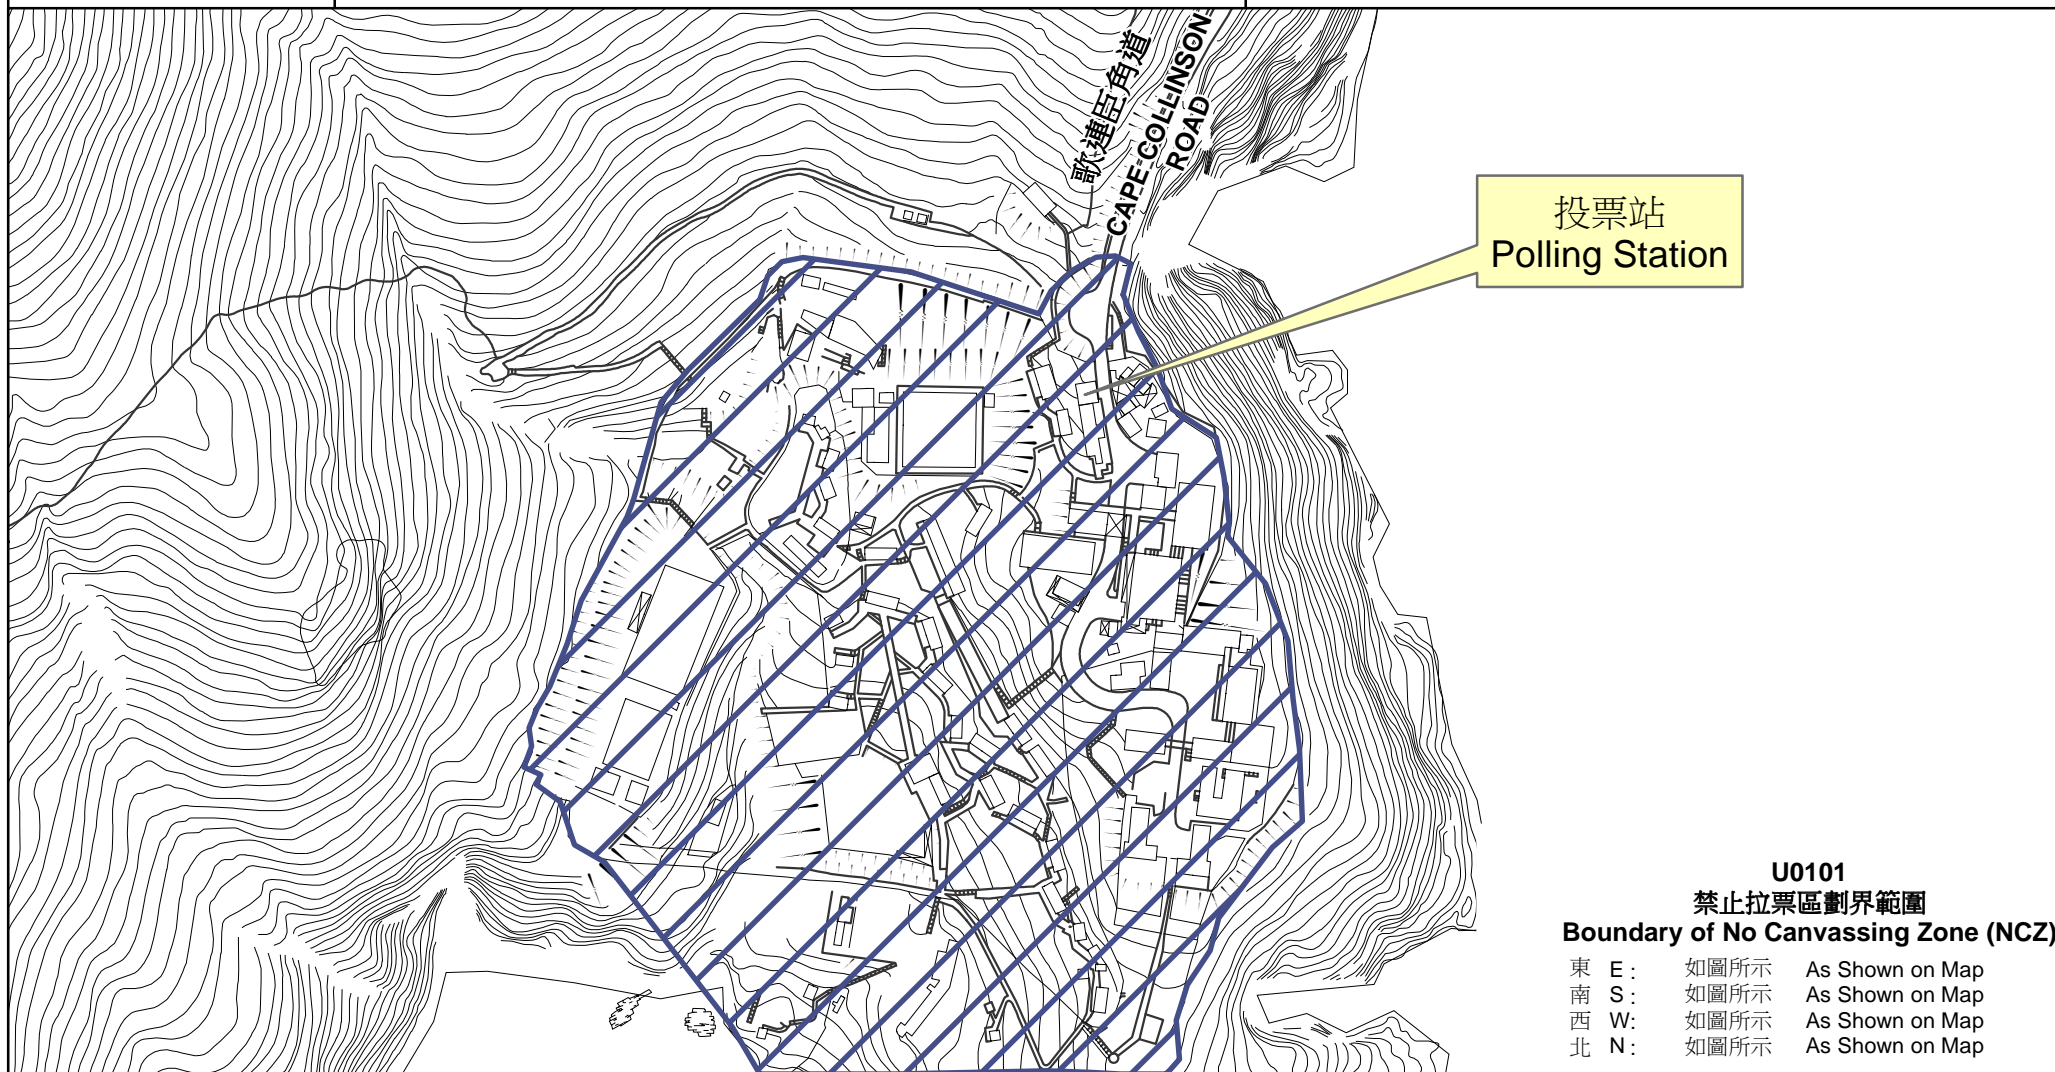 歌連臣角道
CAPE COLLINSON
ROAD
投票站
Polling Station
U0101
禁止拉票區劃界範圍
Boundary of No Canvassing Zone (NCZ)
東 E : 如圖所示 As Shown on Map
南 S : 如圖所示 As Shown on Map
西 W: 如圖所示 As Shown on Map
北 N : 如圖所示 As Shown on Map